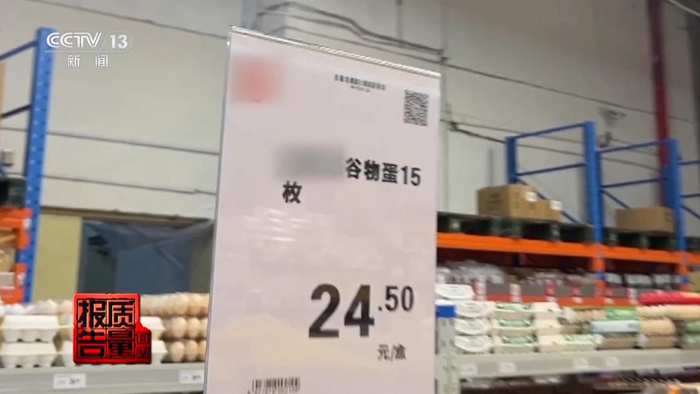 CCTV 13
新闻
谷物蛋15
枚
24.50
元/盒
质量
报告